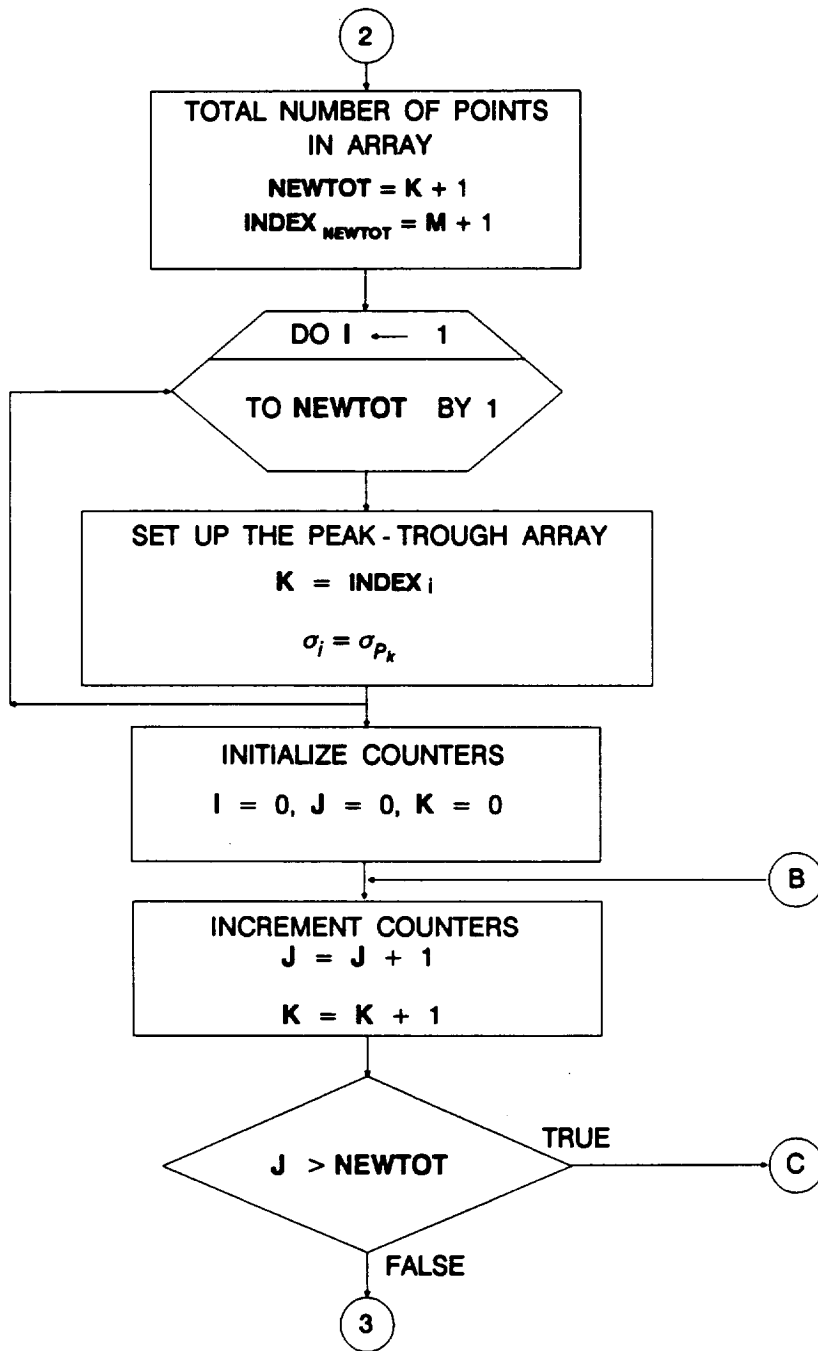 2
TOTAL NUMBER OF POINTS
IN ARRAY
NEWTOT = K + 1
INDEX NEWTOT = M + 1
DO I ← 1
TO NEWTOT BY 1
SET UP THE PEAK - TROUGH ARRAY
K = INDEX i
σi = σPk
INITIALIZE COUNTERS
I = 0, J = 0, K = 0
B
INCREMENT COUNTERS
J = J + 1
K = K + 1
J > NEWTOT
TRUE
C
FALSE
3